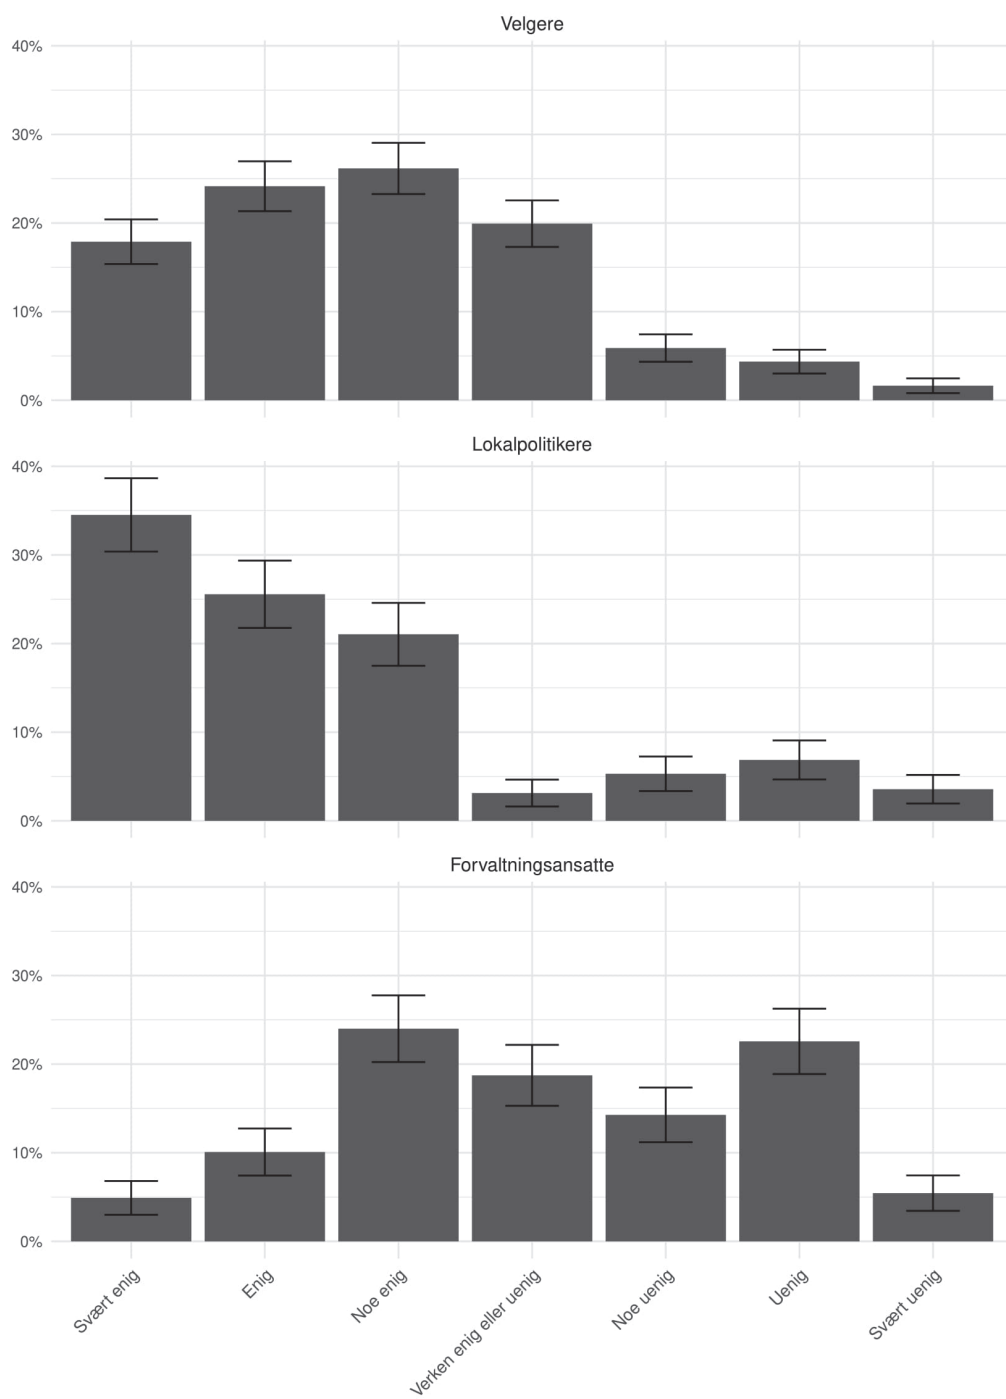 Velgere
40%
30%
20%
10%
0%
Lokalpolitikere
40%
30%
20%
10%
0%
Forvaltningsansatte
40%
30%
20%
10%
0%
Svært enig
Enig
Noe enig
Verken enig eller uenig
Noe uenig
Uenig
Svært uenig